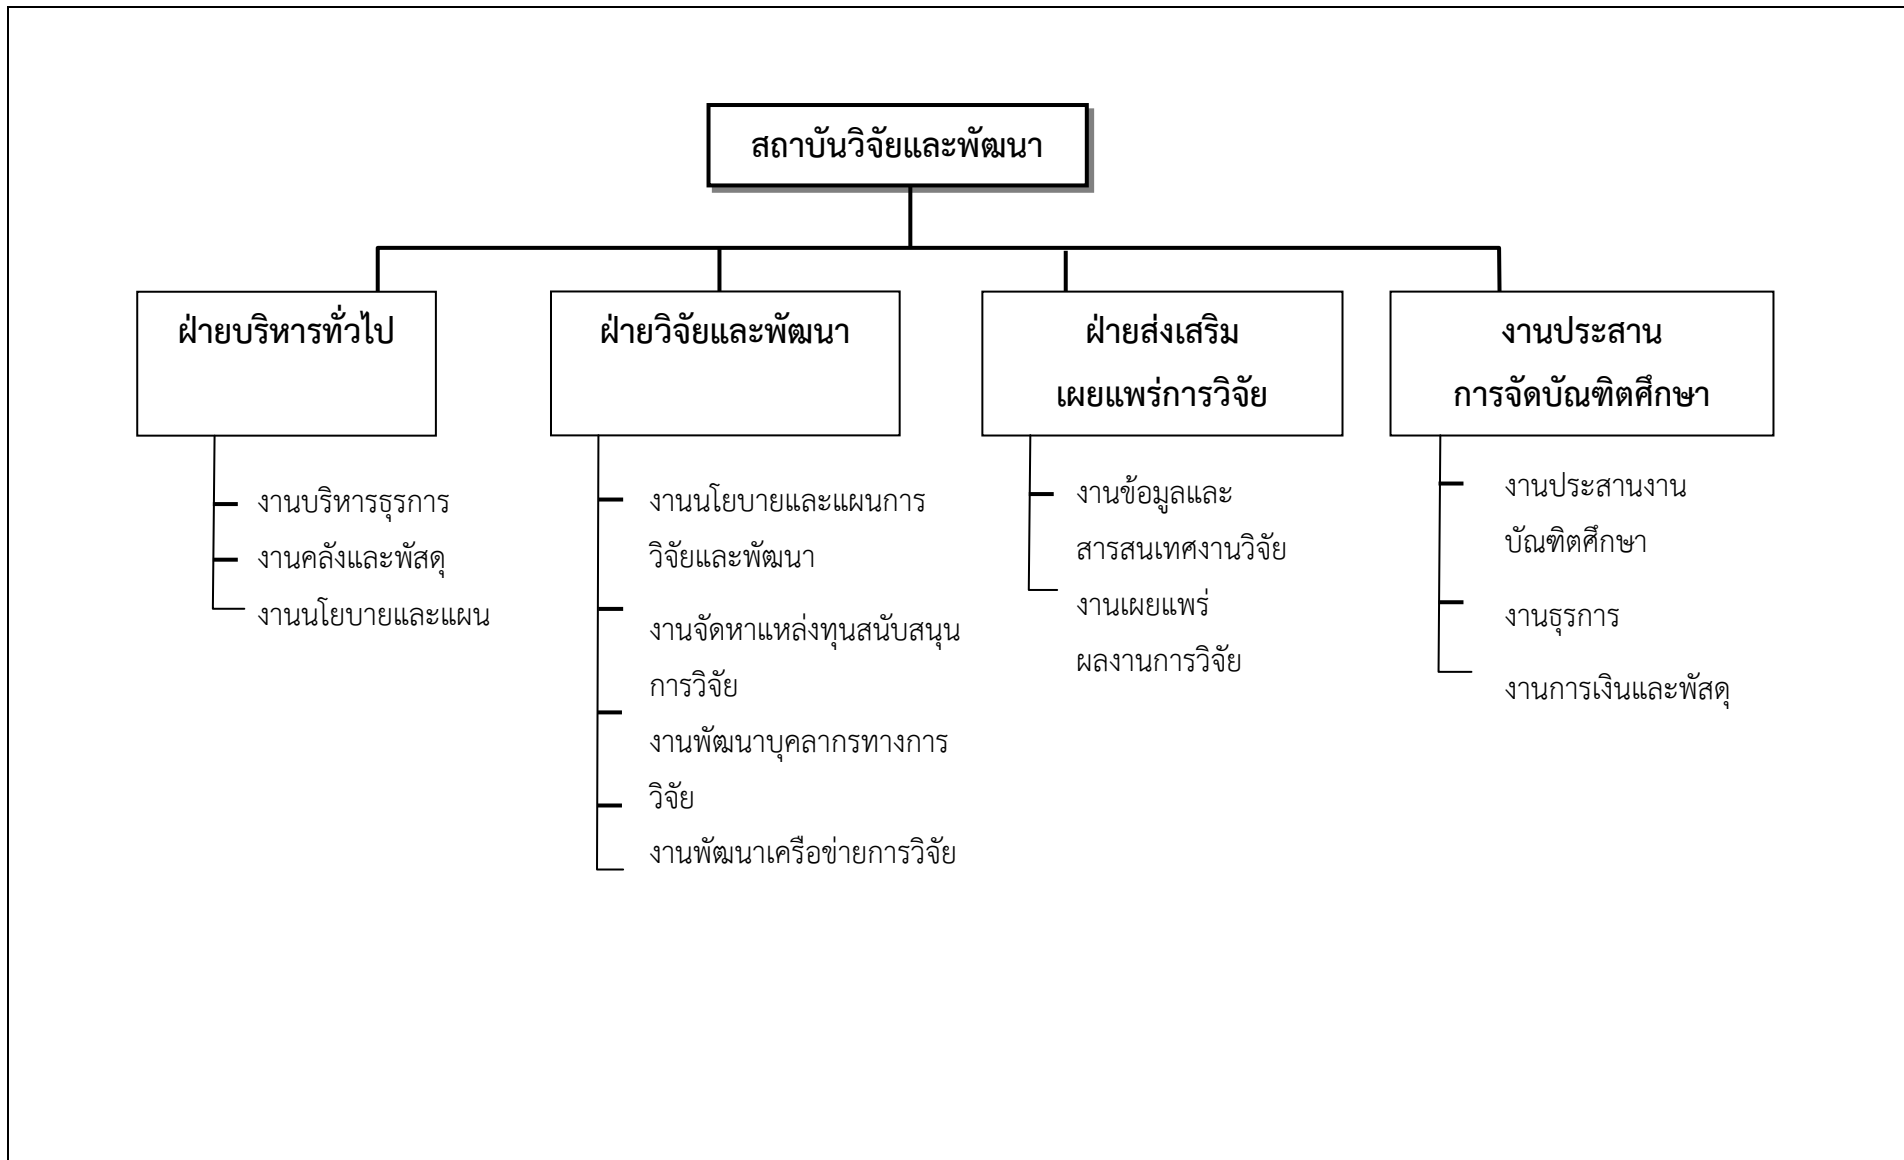 สถาบันวิจัยและพัฒนา
ฝ่ายบริหารทั่วไป
งานบริหารธุรการ
งานคลังและพัสดุ
งานนโยบายและแผน
ฝ่ายวิจัยและพัฒนา
งานนโยบายและแผนการ
วิจัยและพัฒนา
งานจัดหาแหล่งทุนสนับสนุน
การวิจัย
งานพัฒนาบุคลากรทางการ
วิจัย
งานพัฒนาเครือข่ายการวิจัย
ฝ่ายส่งเสริม
เผยแพร่การวิจัย
งานข้อมูลและ
สารสนเทศงานวิจัย
งานเผยแพร่
ผลงานการวิจัย
งานประสาน
การจัดบัณฑิตศึกษา
งานประสานงาน
บัณฑิตศึกษา
งานธุรการ
งานการเงินและพัสดุ